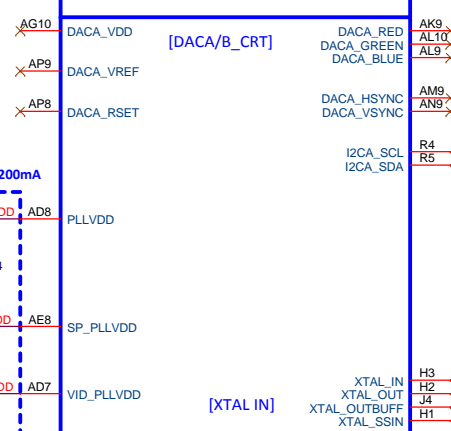 AG10 DACA_VDD [DACA/B_CRT] DACA_RED AK9
DACA_GREEN AL10
DACA_BLUE AL9
AP9 DACA_VREF
DACA_HSYNC AM9
AP8 DACA_RSET DACA_VSYNC AN9
I2CA_SCL R4
I2CA_SDA R5
200mA
DD AD8 PLLVDD
4
DD AE8 SP_PLLVDD
XTAL_IN H3
DD AD7 VID_PLLVDD XTAL_OUT H2
[XTAL IN] XTAL_OUTBUFF J4
XTAL_SSIN H1